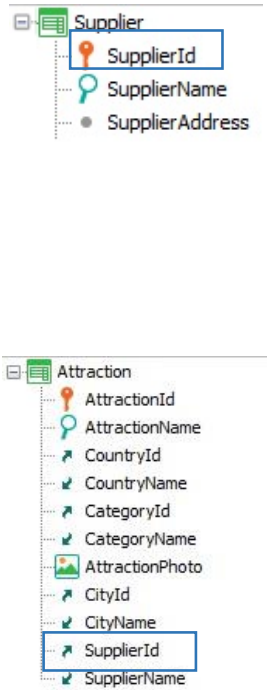 Supplier
SupplierId
SupplierName
SupplierAddress
Attraction
AttractionId
AttractionName
CountryId
CountryName
CategoryId
CategoryName
AttractionPhoto
CityId
CityName
SupplierId
SupplierName